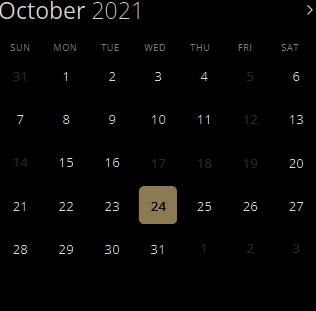 October 2021
SUN MON TUE WED THU FRI SAT
31 1 2 3 4 5 6
7 8 9 10 11 12 13
14 15 16 17 18 19 20
21 22 23 24 25 26 27
28 29 30 31 1 2 3